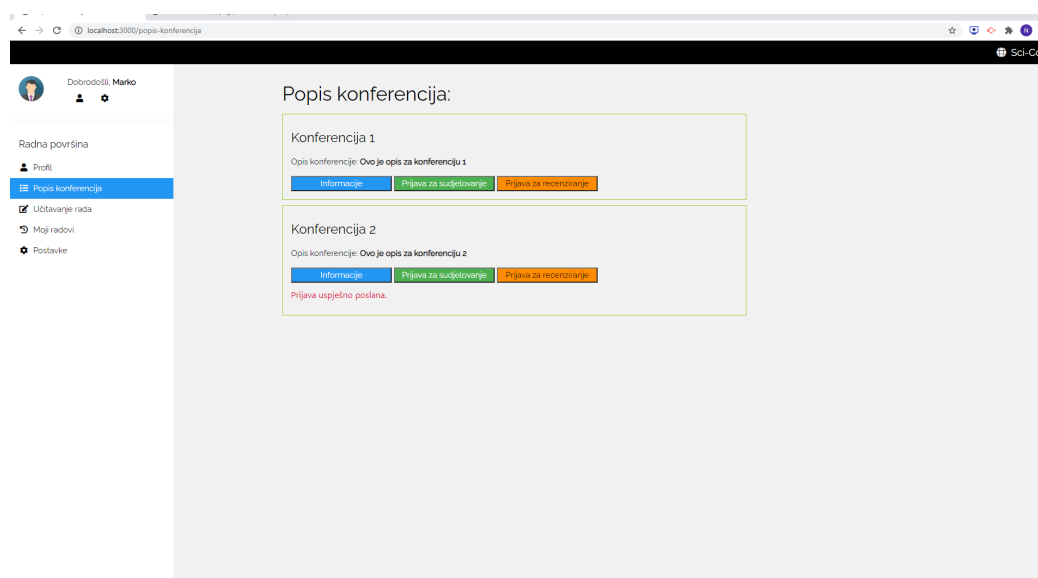 localhost:3000/popis-konferencija
N
Dobrodošli, Marko
Radna površina
Profil
Popis konferencija
Učitavanje rada
Moji radovi
Postavke
Popis konferencija:
Konferencija 1
Opis konferencije: Ovo je opis za konferenciju 1
Informacije Prijava za sudjelovanje Prijava za recenziranje
Konferencija 2
Opis konferencije: Ovo je opis za konferenciju 2
Informacije Prijava za sudjelovanje Prijava za recenziranje
Prijava uspješno poslana.